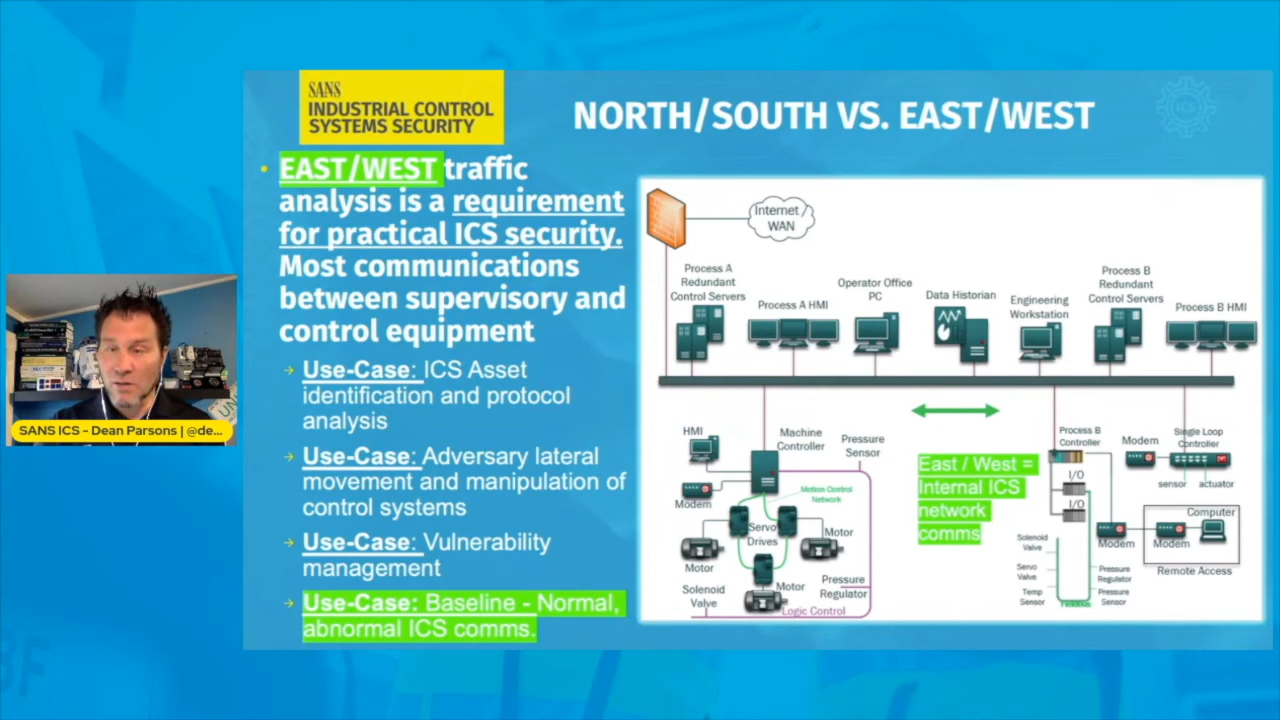 SANS
INDUSTRIAL CONTROL
SYSTEMS SECURITY
NORTH/SOUTH VS. EAST/WEST
• EAST/WEST traffic
analysis is a requirement
for practical ICS security.
Most communications
between supervisory and
control equipment
→ Use-Case: ICS Asset
identification and protocol
analysis
→ Use-Case: Adversary lateral
movement and manipulation of
control systems
→ Use-Case: Vulnerability
management
→ Use-Case: Baseline - Normal,
abnormal ICS comms.
Internet /
WAN
Process A
Redundant
Control Servers
Process A HMI
Operator Office
PC
Data Historian
Engineering
Workstation
Process B
Redundant
Control Servers
Process B HMI
HMI
Machine
Controller
Pressure
Sensor
Modem
Motion Control
Network
Servo
Drives
Motor
Motor
Motor
Solenoid
Valve
Pressure
Regulator
Logic Control
East / West =
Internal ICS
network
comms
Process B
Controller
Modem
Single Loop
Controller
sensor
actuator
I/O
I/O
Modem
Modem
Computer
Remote Access
Solenoid
Valve
Servo
Valve
Temp
Sensor
Pressure
Regulator
Pressure
Sensor
SANS ICS - Dean Parsons | @de...